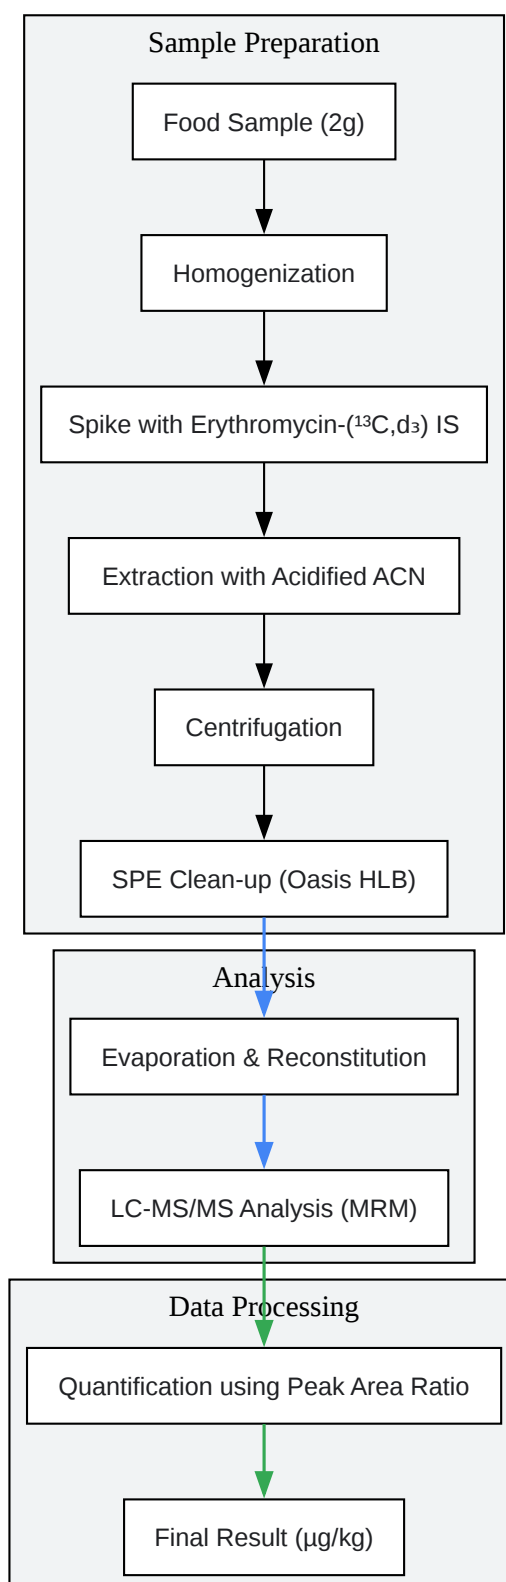 Sample Preparation
Food Sample (2g)
Homogenization
Spike with Erythromycin-(¹³C,d₃) IS
Extraction with Acidified ACN
Centrifugation
SPE Clean-up (Oasis HLB)
Analysis
Evaporation & Reconstitution
LC-MS/MS Analysis (MRM)
Data Processing
Quantification using Peak Area Ratio
Final Result (µg/kg)